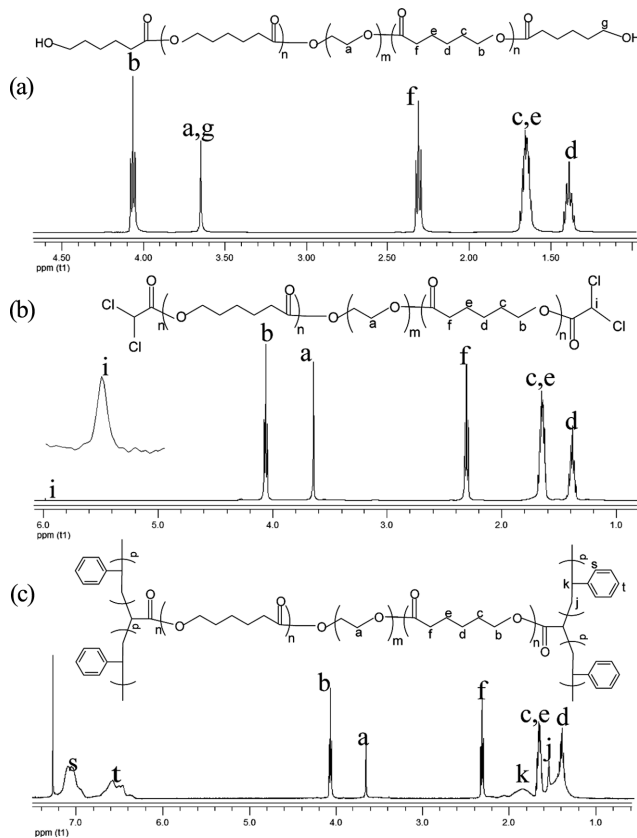 HO O O O O O O g
n a m f e d c b n O OH
(a) b a,g f c,e d
4.50 4.00 3.50 3.00 2.50 2.00 1.50
ppm (t1)
(b) Cl O O O O O O O Cl i
Cl n n a m f e d c b n O Cl
i b a f c,e d
i
6.0 5.0 4.0 3.0 2.0 1.0
ppm (t1)
(c) p O O O O O k p s t
p n O n a m f e d c b n O j p
s t b a f k c,e j d
7.0 6.0 5.0 4.0 3.0 2.0 1.0
ppm (t1)